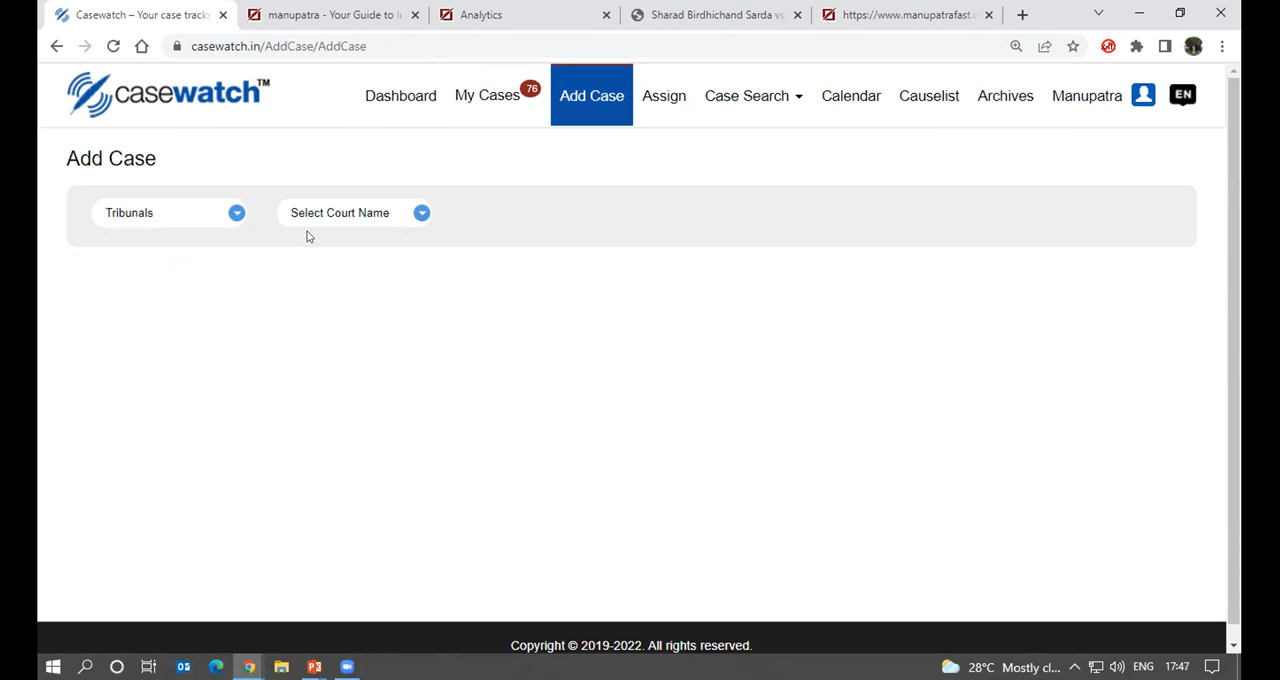 Casewatch – Your case track
manupatra - Your Guide to I
Analytics
Sharad Birdhichand Sarda vs
https://www.manupatrafast.
casewatch.in/AddCase/AddCase
casewatch™
Dashboard
My Cases 76
Add Case
Assign
Case Search
Calendar
Causelist
Archives
Manupatra
EN
Add Case
Tribunals
Select Court Name
Copyright © 2019-2022. All rights reserved.
28°C Mostly cl...
ENG
17:47